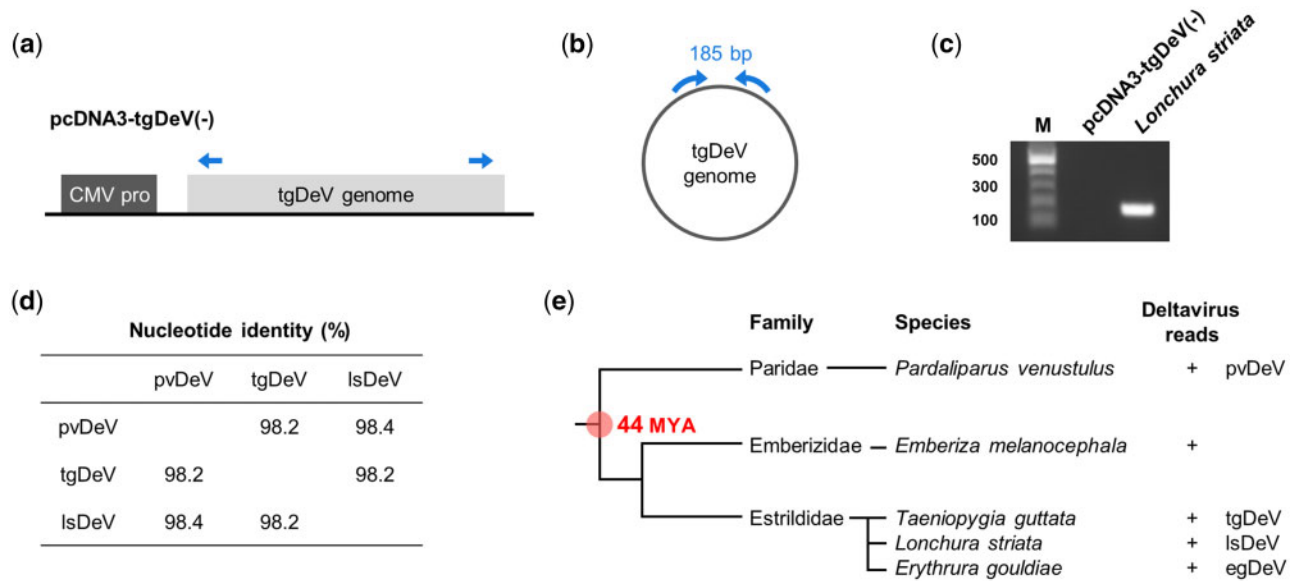 (a)
pcDNA3-tgDeV(-)
CMV pro
tgDeV genome
(b)
185 bp
tgDeV
genome
(c)
M
pcDNA3-tgDeV(-)
Lonchura striata
500
300
100
(d)
Nucleotide identity (%)
pvDeV tgDeV lsDeV
pvDeV 98.2 98.4
tgDeV 98.2 98.2
lsDeV 98.4 98.2
(e)
Family Species Deltavirus reads
Paridae Pardaliparus venustulus + pvDeV
44 MYA
Emberizidae Emberiza melanocephala +
Estrildidae Taeniopygia guttata + tgDeV
Lonchura striata + lsDeV
Erythrura gouldiae + egDeV